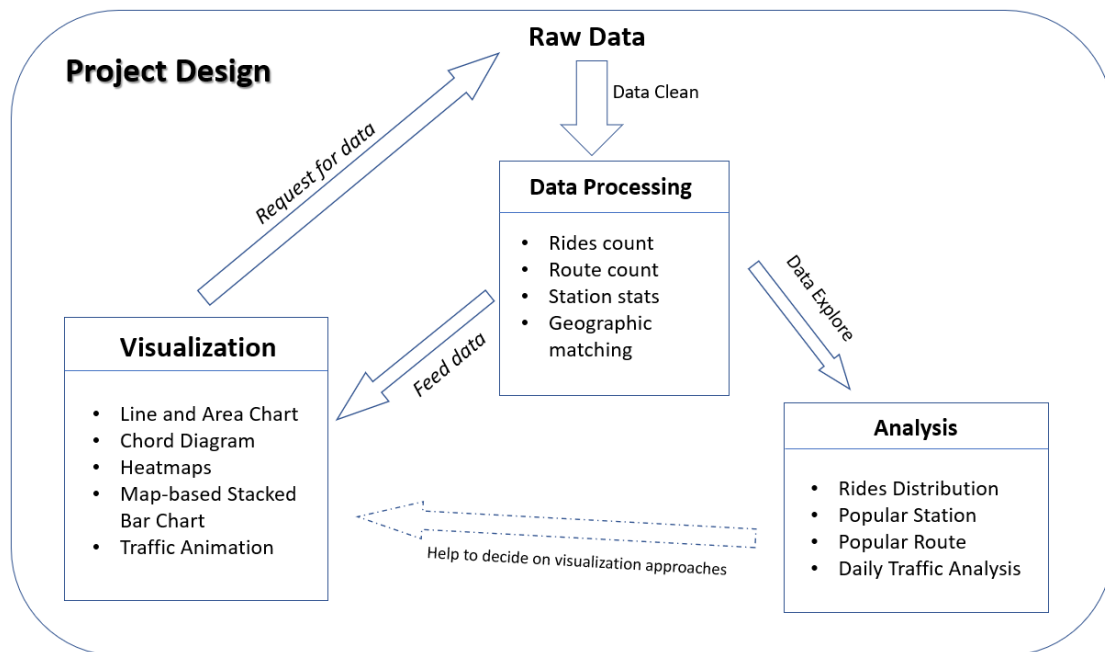 Raw Data
Project Design
Data Clean
Request for data
Data Processing
• Rides count
• Route count
• Station stats
• Geographic
matching
Data Explore
Feed data
Visualization
• Line and Area Chart
• Chord Diagram
• Heatmaps
• Map-based Stacked
Bar Chart
• Traffic Animation
Analysis
• Rides Distribution
• Popular Station
• Popular Route
• Daily Traffic Analysis
Help to decide on visualization approaches